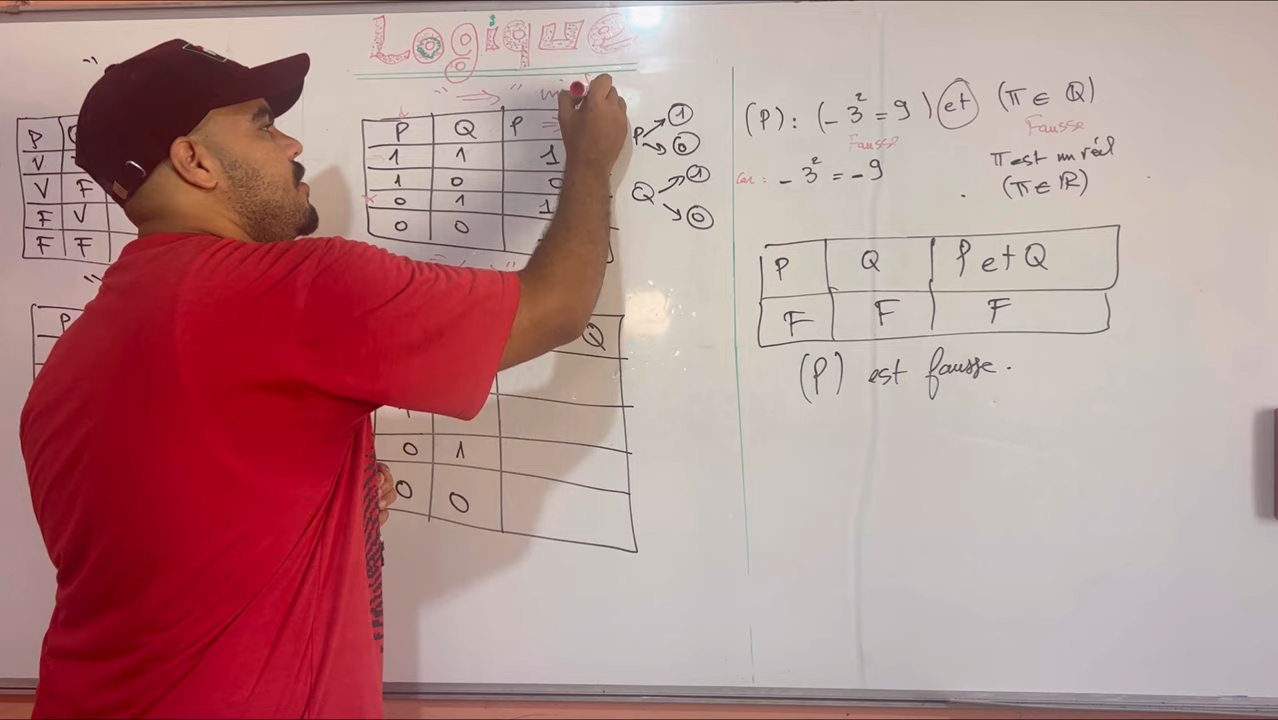 Logique
"
" ⇒ "
P
V
V F
F V
F F
"
P Q P ⇒
1 1 1
1 0 0
0 1 1
0 0
P 1
0
Q 1
0
P
Q
0 1
0 0
(P) : (-3² = 9) et (π ∈ Q)
Fausse Fausse
Car : -3² = -9
π est un réel
(π ∈ ℝ)
P Q P et Q
F F F
(P) est fausse.